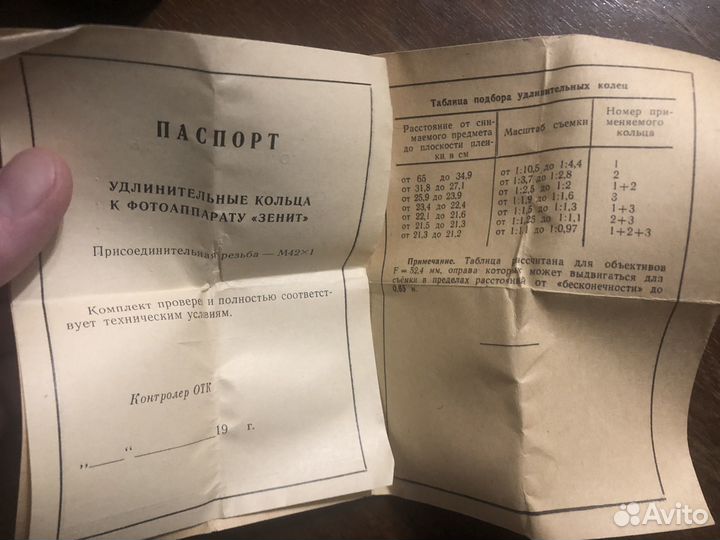 ПАСПОРТ
УДЛИНИТЕЛЬНЫЕ КОЛЬЦА
К ФОТОАППАРАТУ «ЗЕНИТ»
Присоединительная резьба — М42×1
Комплект проверен и полностью соответст-
вует техническим условиям.
Контролер ОТК
„ “ 19 г.
Таблица подбора удлинительных колец
Расстояние от сни-
маемого предмета
до плоскости плен-
ки в см
Масштаб съемки
Номер при-
меняемого
кольца
от 65 до 34,9 от 1:10,5 до 1:4,4 1
от 31,8 до 27,1 от 1:3,7 до 1:2,8 2
от 25,9 до 23,9 от 1:2,5 до 1:2 1+2
от 23,4 до 22,4 от 1:1,9 до 1:1,6 3
от 22,1 до 21,6 от 1:1,5 до 1:1,3 1+3
от 21,5 до 21,3 от 1:1,25 до 1:1,1 2+3
от 21,3 до 21,2 от 1:1,1 до 1:0,97 1+2+3
Примечание. Таблица рассчитана для объективов
F = 52,4 мм, оправа которых может выдвигаться для
съёмки в пределах расстояний от «бесконечности» до
0,65 м.
Avito